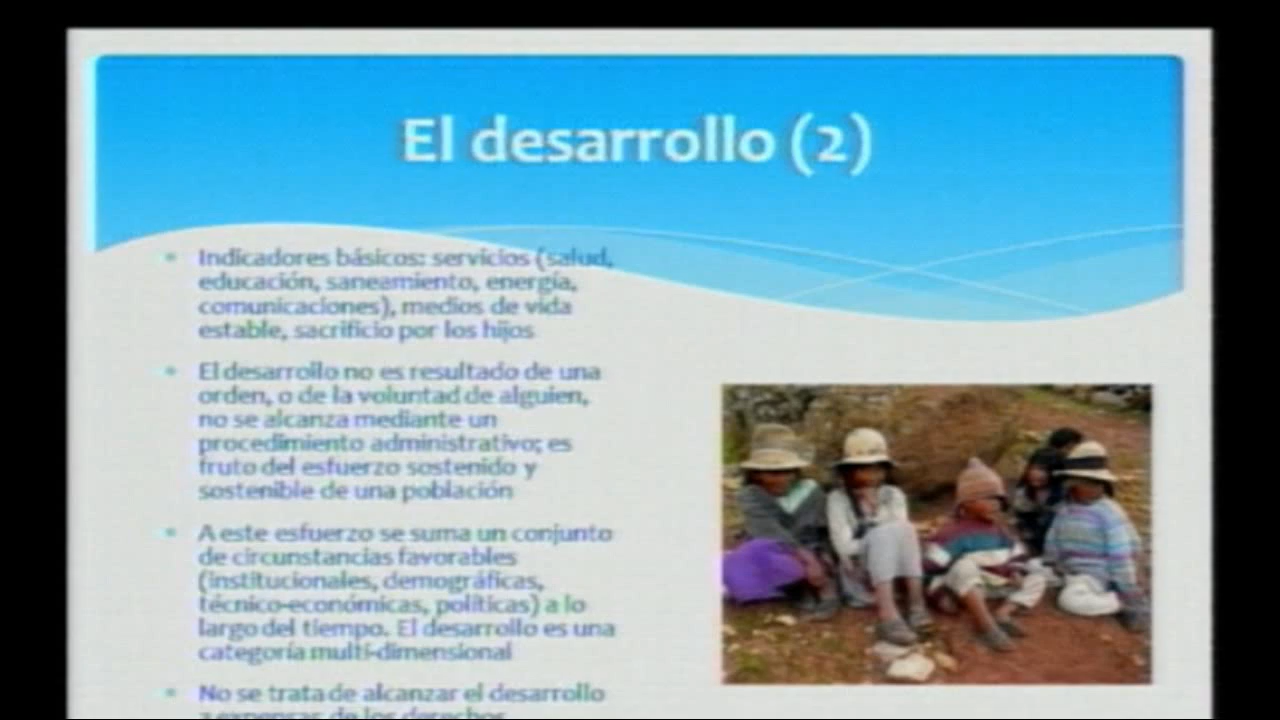 El desarrollo (2)
Indicadores básicos: servicios (salud,
educación, saneamiento, energía,
comunicaciones), medios de vida
estable, sacrificio por los hijos
El desarrollo no es resultado de una
orden, o de la voluntad de alguien,
no se alcanza mediante un
procedimiento administrativo; es
fruto del esfuerzo sostenido y
sostenible de una población
A este esfuerzo se suma un conjunto
de circunstancias favorables
(institucionales, demográficas,
técnico-económicas, políticas) a lo
largo del tiempo. El desarrollo es una
categoría multi-dimensional
No se trata de alcanzar el desarrollo
a expensas de los derechos